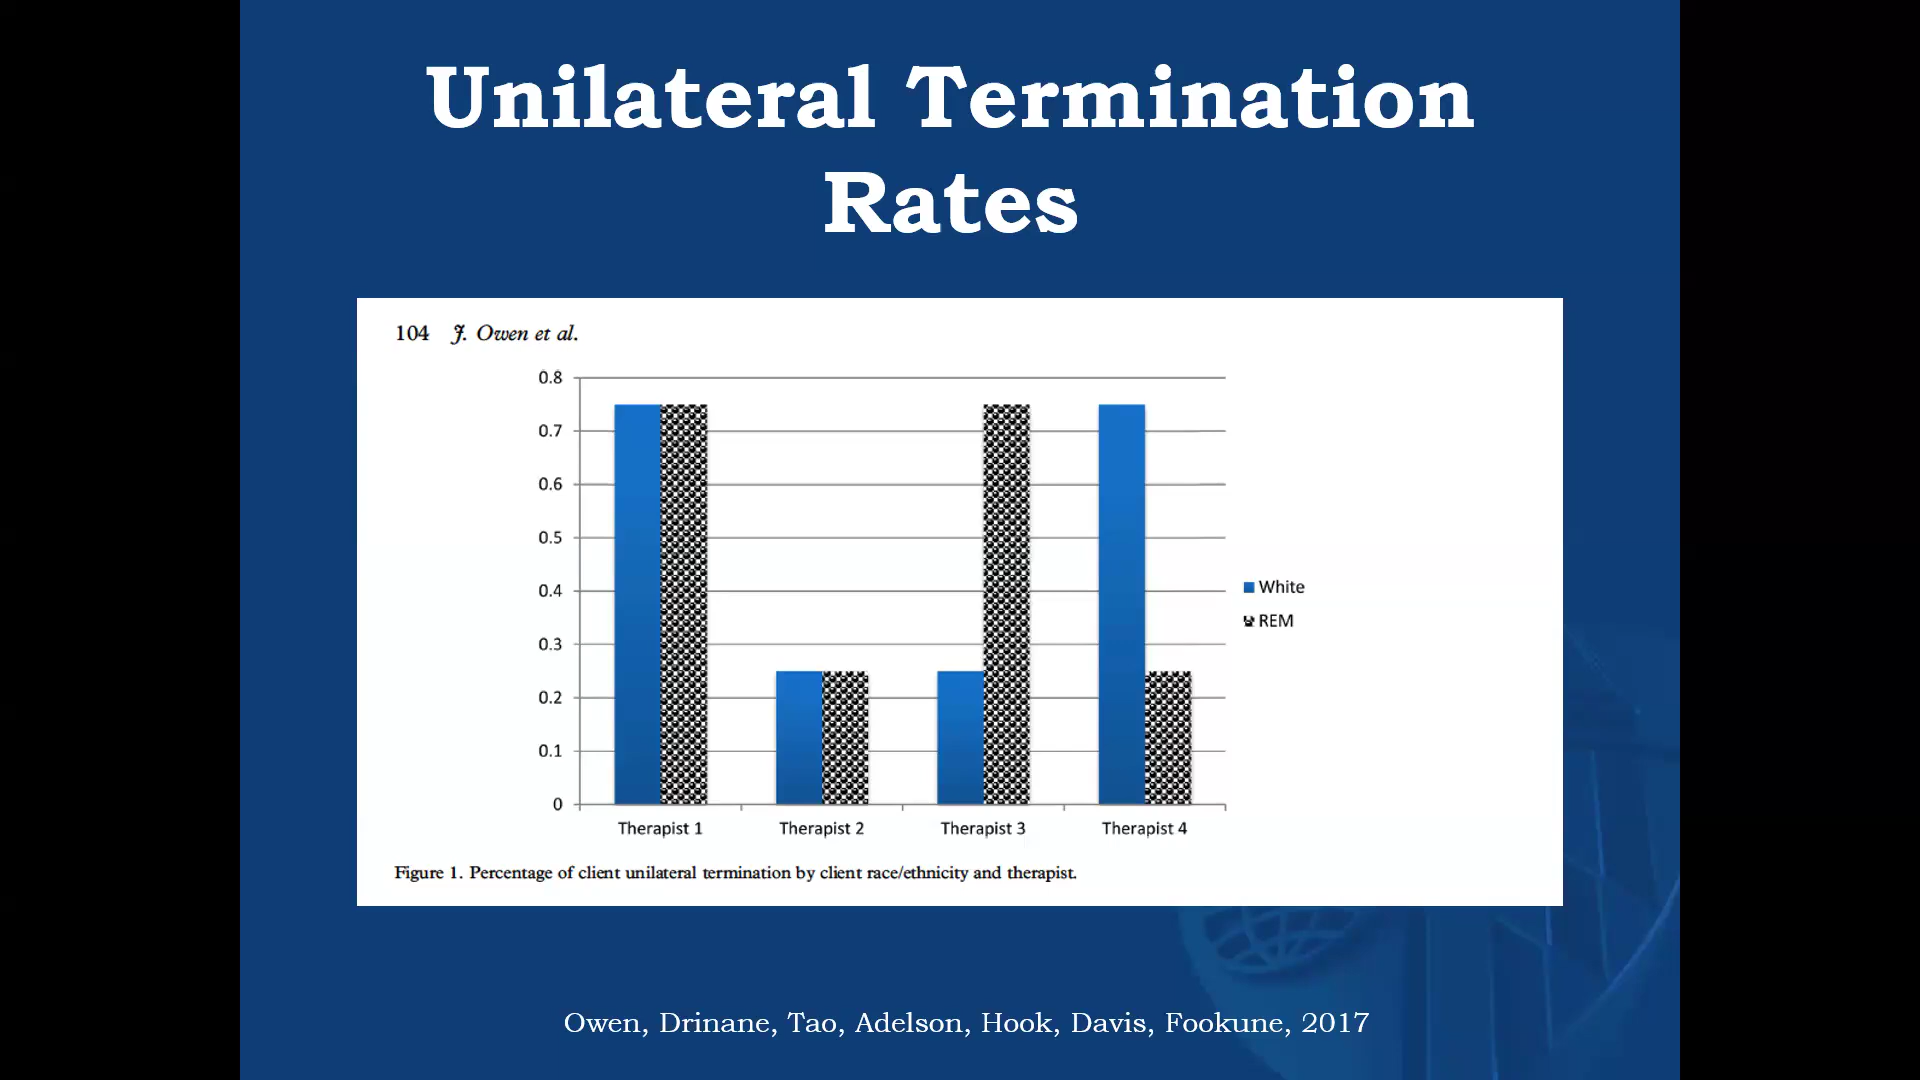 Unilateral Termination
Rates
104 J. Owen et al.
0.8
0.7
0.6
0.5
0.4
0.3
0.2
0.1
0
White
REM
Therapist 1 Therapist 2 Therapist 3 Therapist 4
Figure 1. Percentage of client unilateral termination by client race/ethnicity and therapist.
Owen, Drinane, Tao, Adelson, Hook, Davis, Fookune, 2017